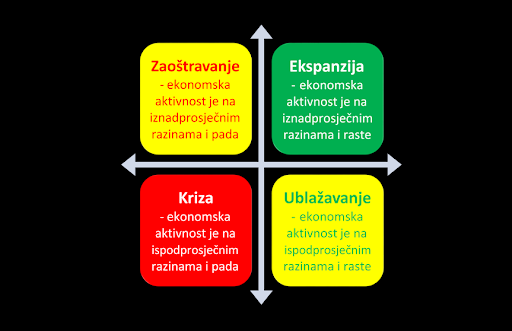 Zaoštravanje
- ekonomska
aktivnost je na
iznadprosječnim
razinama i pada
Ekspanzija
- ekonomska
aktivnost je na
iznadprosječnim
razinama i raste
Kriza
- ekonomska
aktivnost je na
ispodprosječnim
razinama i pada
Ublažavanje
- ekonomska
aktivnost je na
ispodprosječnim
razinama i raste